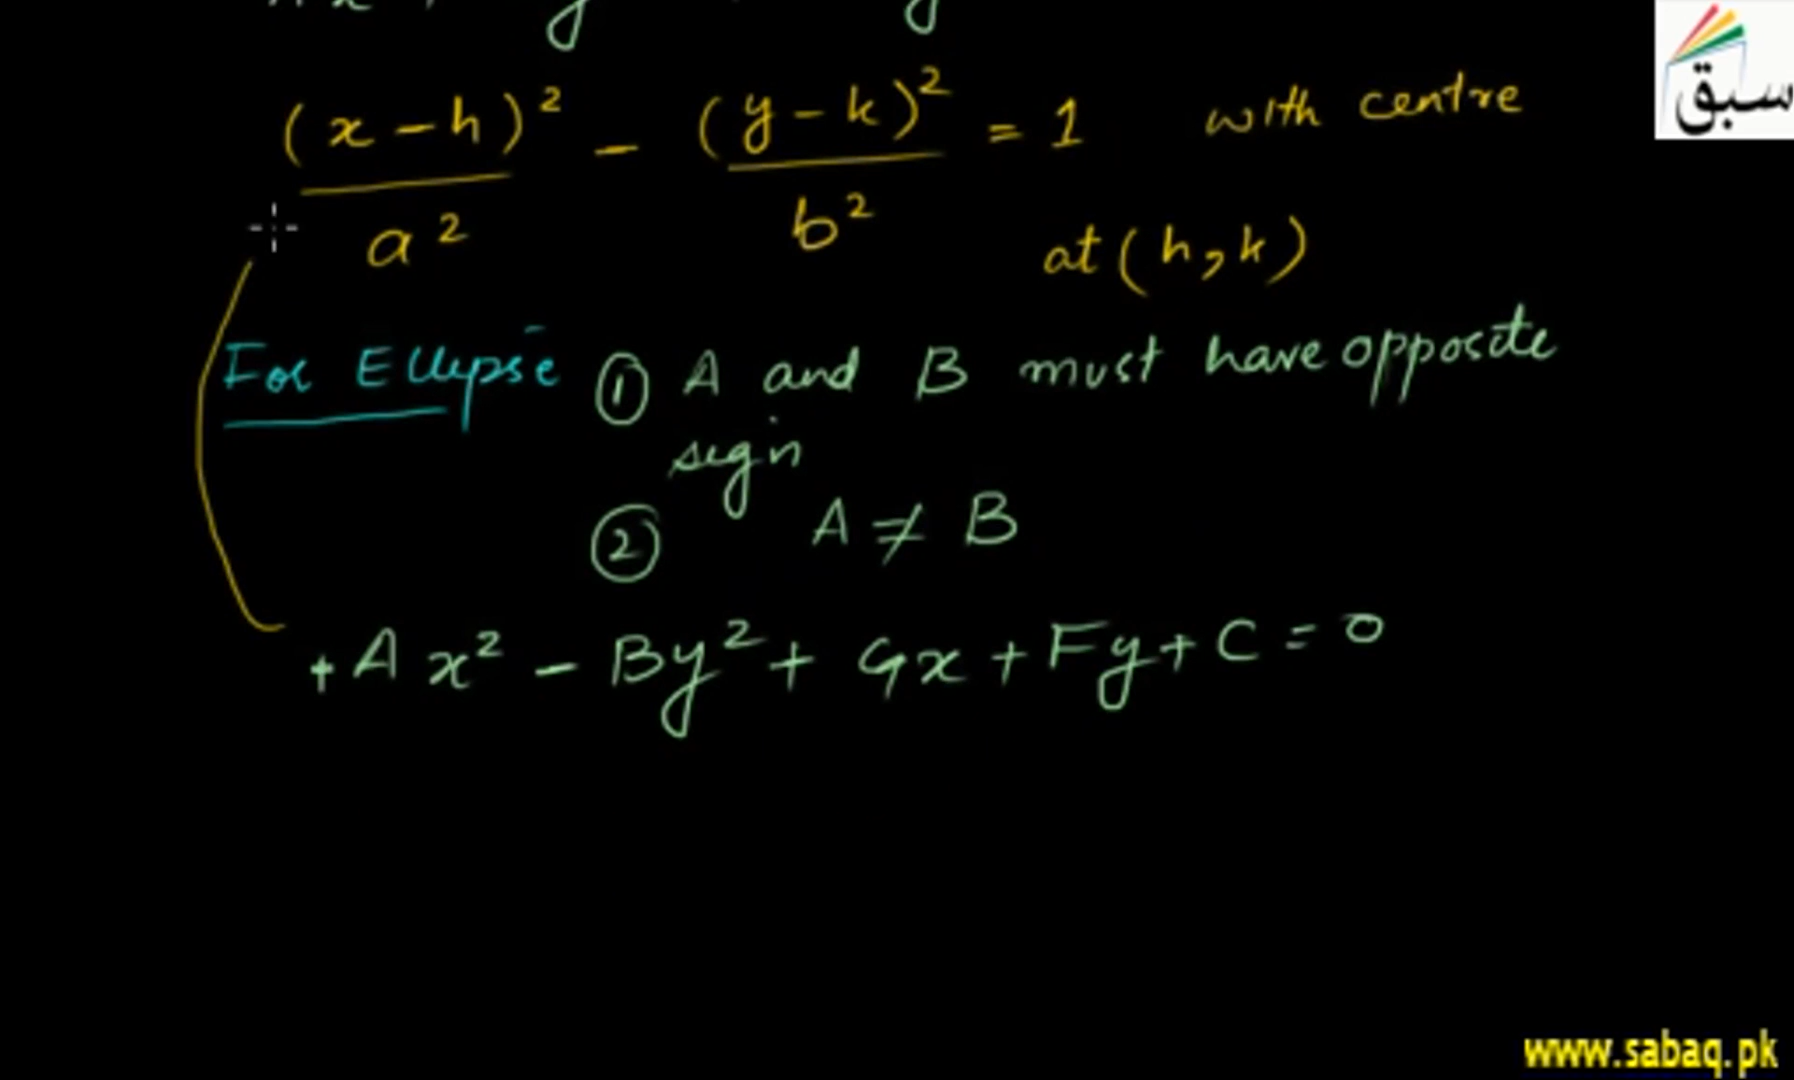 سبق
(x-h)² / a² - (y-k)² / b² = 1 with centre
at (h,k)
For Ellipse ① A and B must have opposite
sign
② A ≠ B
+Ax² - By² + Gx + Fy + C = 0
www.sabaq.pk